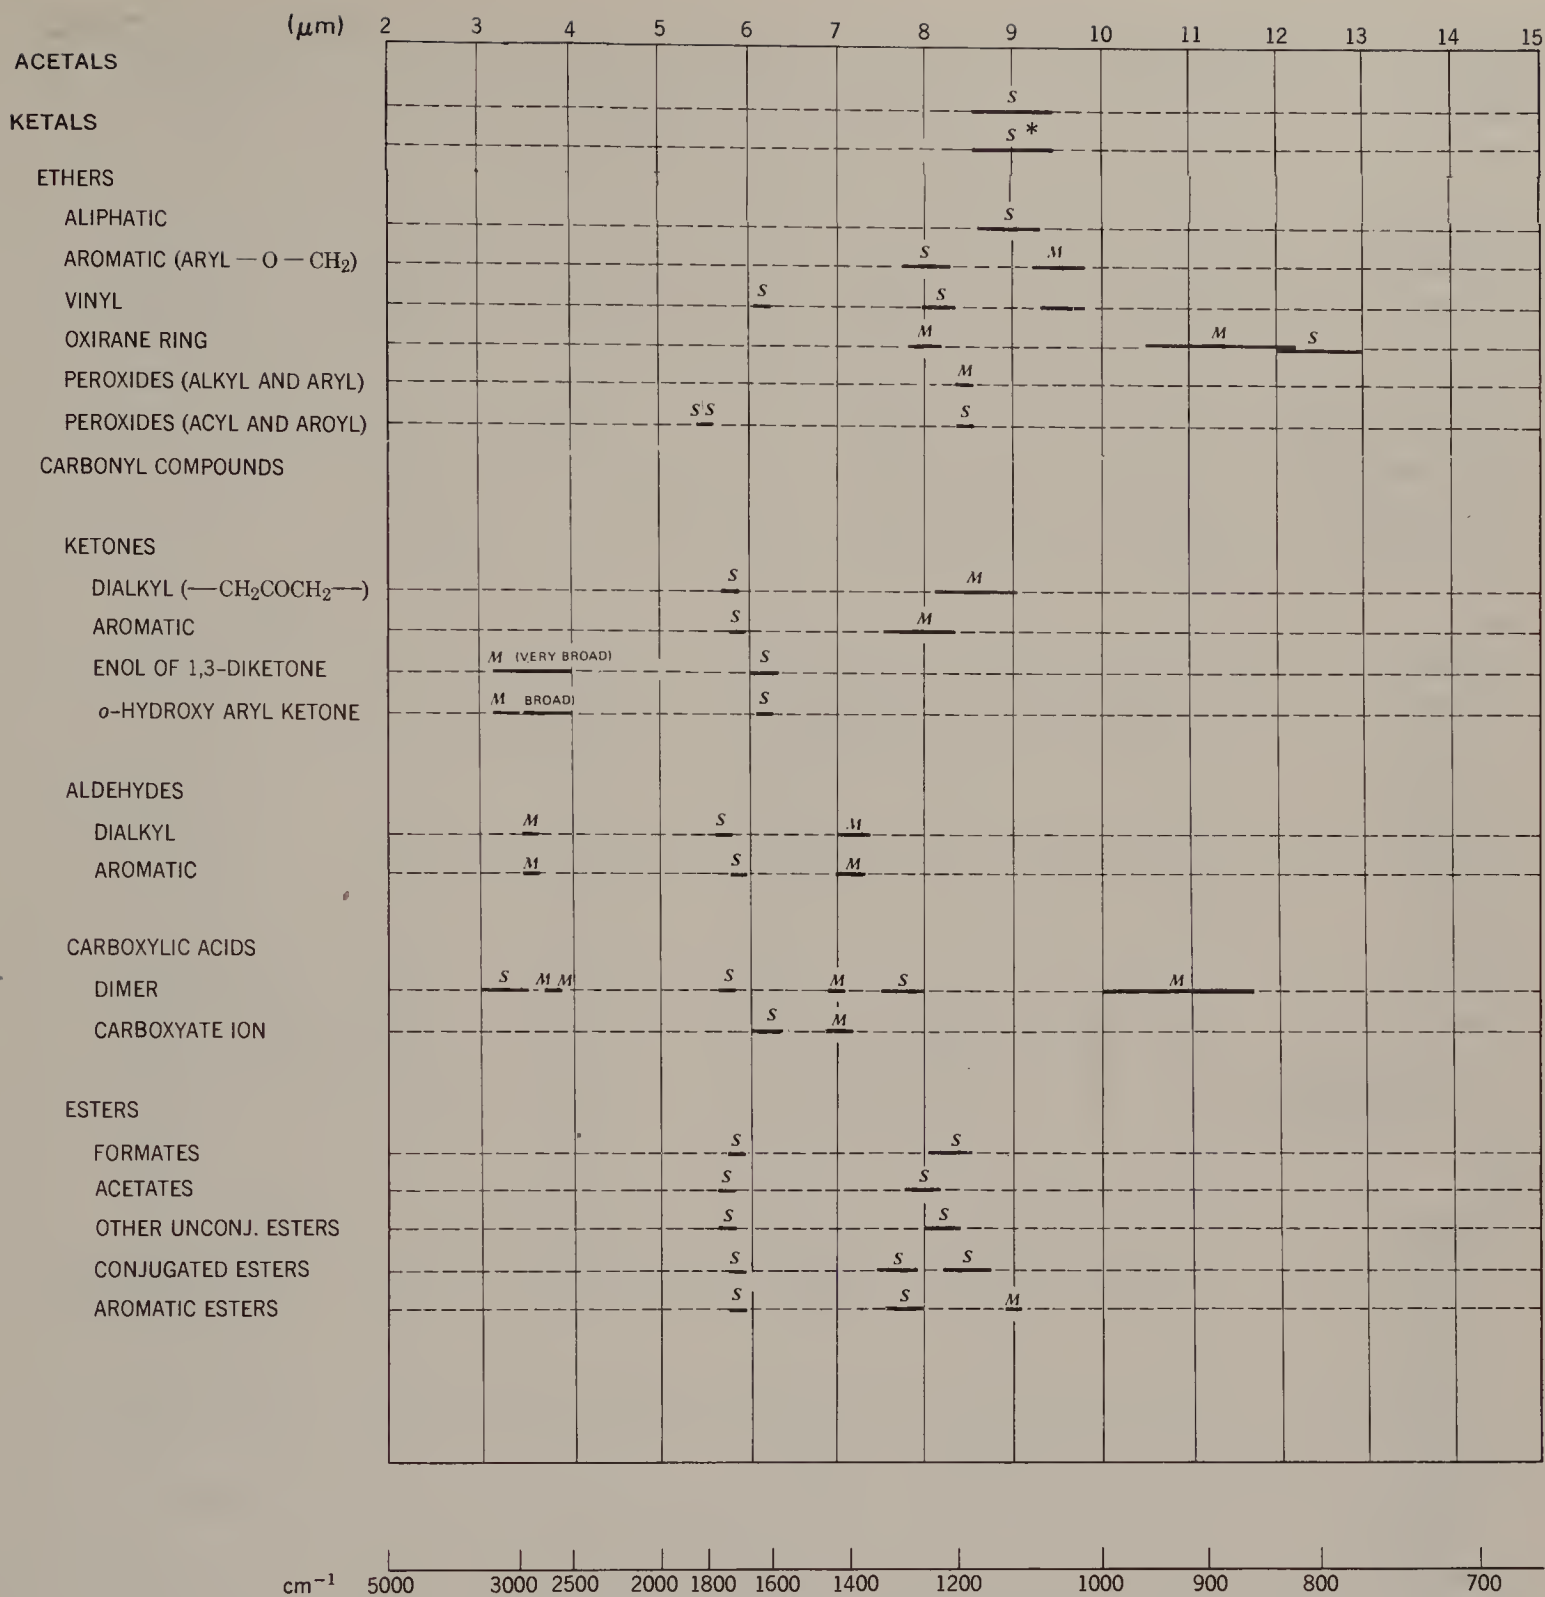 (μm) 2 3 4 5 6 7 8 9 10 11 12 13 14 15
ACETALS
S
KETALS
S *
ETHERS
ALIPHATIC S
AROMATIC (ARYL — O — CH₂) S M
VINYL S S
OXIRANE RING M M S
PEROXIDES (ALKYL AND ARYL) M
PEROXIDES (ACYL AND AROYL) S S S
CARBONYL COMPOUNDS
KETONES
DIALKYL (—CH₂COCH₂—) S M
AROMATIC S M
ENOL OF 1,3-DIKETONE M (VERY BROAD) S
o-HYDROXY ARYL KETONE M BROAD) S
ALDEHYDES
DIALKYL M S M
AROMATIC M S M
CARBOXYLIC ACIDS
DIMER S M M S M S M
CARBOXYATE ION S M
ESTERS
FORMATES S S
ACETATES S S
OTHER UNCONJ. ESTERS S S
CONJUGATED ESTERS S S S
AROMATIC ESTERS S S M
cm⁻¹ 5000 3000 2500 2000 1800 1600 1400 1200 1000 900 800 700